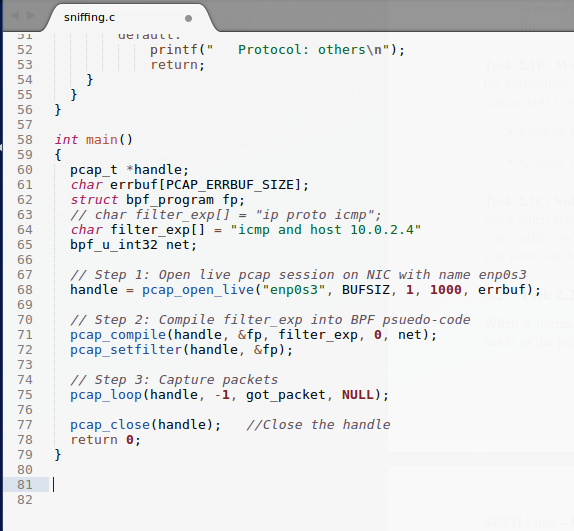 sniffing.c
51 default:
52 printf("   Protocol: others\n");
53 return;
54 }
55 }
56 }
57
58 int main()
59 {
60 pcap_t *handle;
61 char errbuf[PCAP_ERRBUF_SIZE];
62 struct bpf_program fp;
63 // char filter_exp[] = "ip proto icmp";
64 char filter_exp[] = "icmp and host 10.0.2.4"
65 bpf_u_int32 net;
66
67 // Step 1: Open live pcap session on NIC with name enp0s3
68 handle = pcap_open_live("enp0s3", BUFSIZ, 1, 1000, errbuf);
69
70 // Step 2: Compile filter_exp into BPF psuedo-code
71 pcap_compile(handle, &fp, filter_exp, 0, net);
72 pcap_setfilter(handle, &fp);
73
74 // Step 3: Capture packets
75 pcap_loop(handle, -1, got_packet, NULL);
76
77 pcap_close(handle);   //Close the handle
78 return 0;
79 }
80
81
82